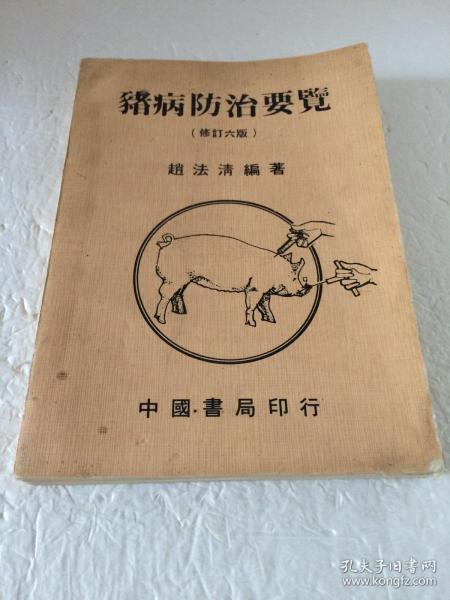 豬病防治要覽
（修訂六版）
趙法清編著
中國書局印行
孔夫子旧书网
www.kongfz.com